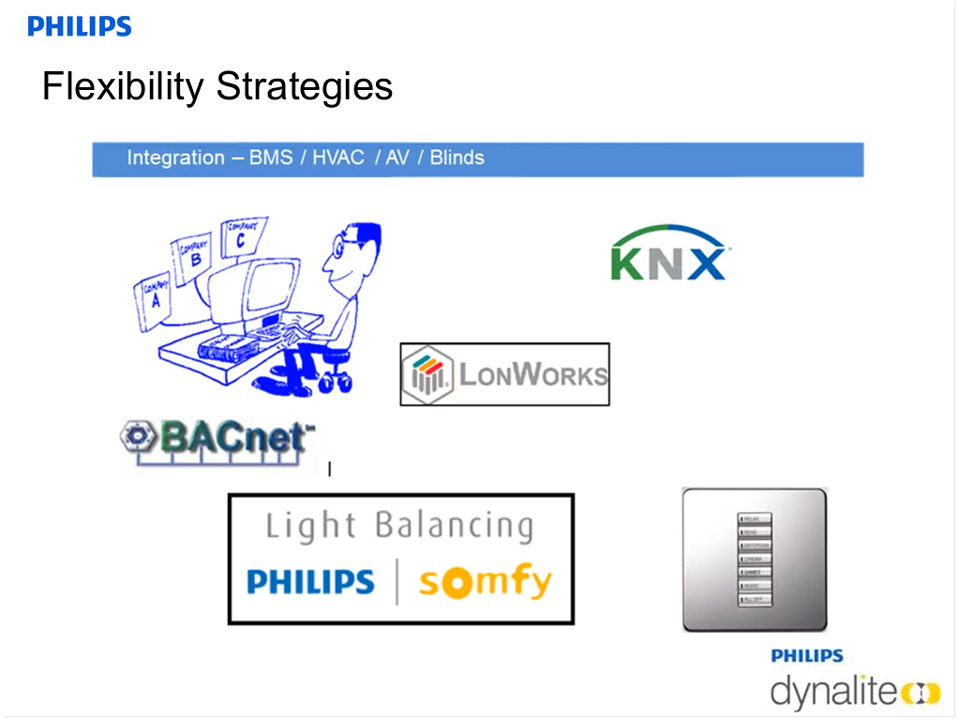 PHILIPS
Flexibility Strategies
Integration – BMS / HVAC / AV / Blinds
COMPANY
C
COMPANY
B
COMPANY
A
KNX
LONWORKS
BACnet™
Light Balancing
PHILIPS | somfy
RELAX
READ
ENTERTAIN
CINEMA
GAMES
MUSIC
ALL OFF
PHILIPS
dynalite